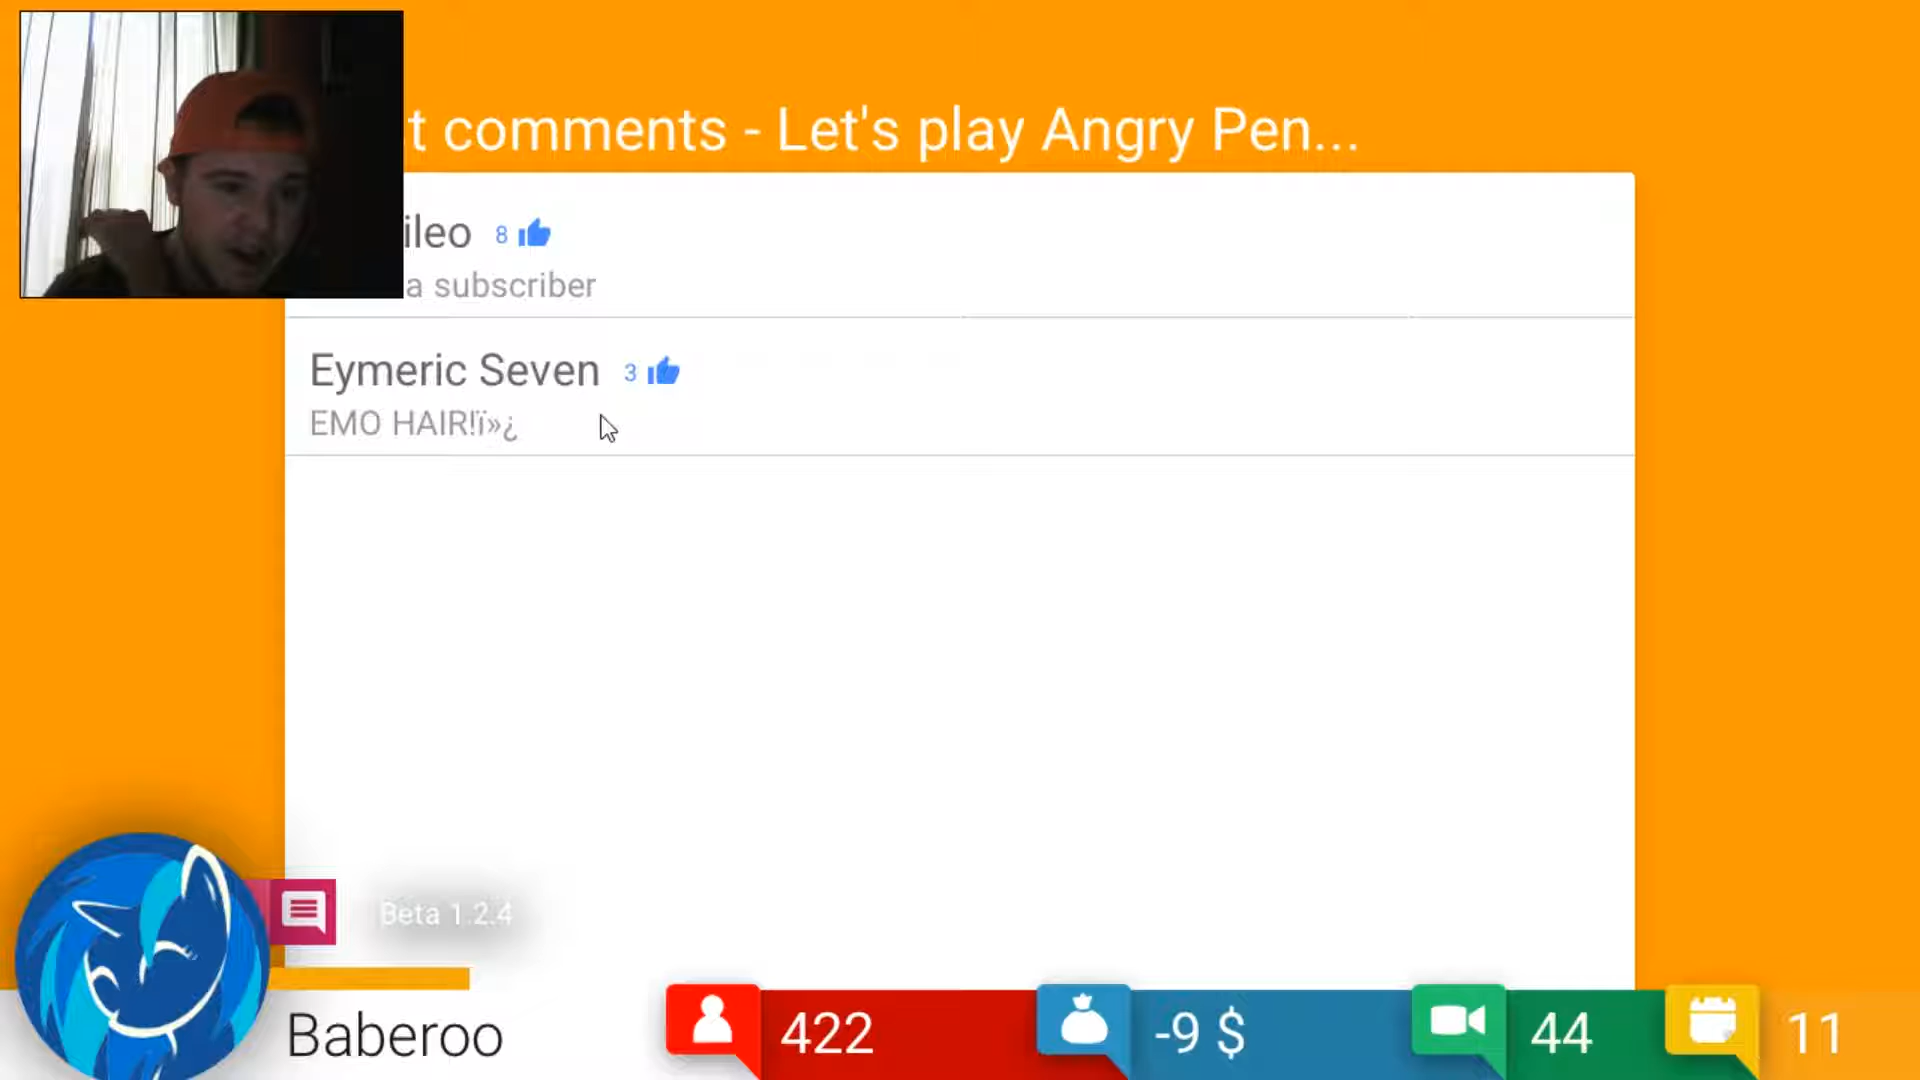 comments - Let's play Angry Pen...
8
a subscriber
Eymeric Seven 3
EMO HAIR!ï»¿
Beta 1.2.4
Baberoo 422 -9 $ 44 11